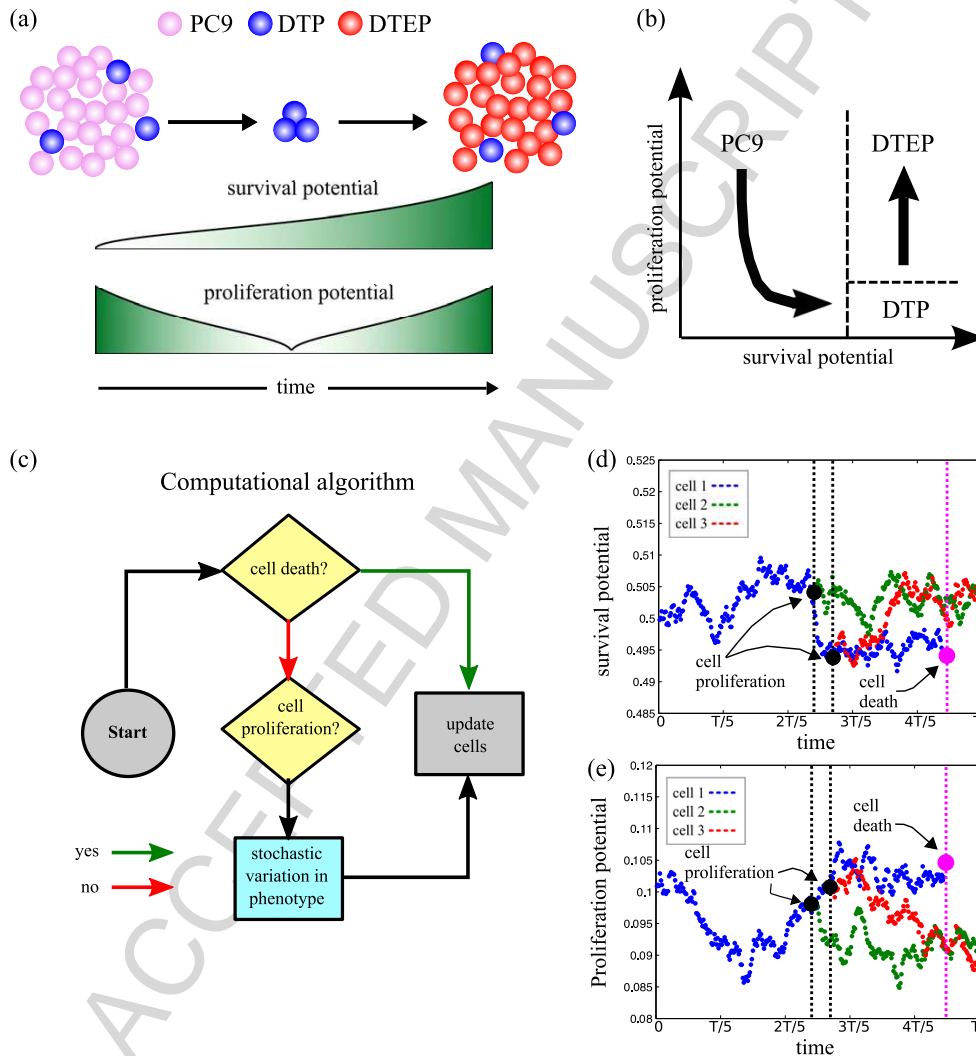 (a)
PC9 DTP DTEP
survival potential
proliferation potential
time
(b)
proliferation potential
PC9
DTEP
DTP
survival potential
(c)
Computational algorithm
cell death?
cell
proliferation?
Start
update
cells
stochastic
variation in
phenotype
yes
no
(d)
survival potential
0.525
0.52
0.515
0.51
0.505
0.5
0.495
0.49
0.485
cell 1
cell 2
cell 3
cell
proliferation
cell
death
0 T/5 2T/5 3T/5 4T/5 T
time
(e)
Proliferation potential
0.12
0.115
0.11
0.105
0.1
0.095
0.09
0.085
0.08
cell 1
cell 2
cell 3
cell
proliferation
cell
death
0 T/5 2T/5 3T/5 4T/5 T
time
ACCEPTED MANUSCRIPT